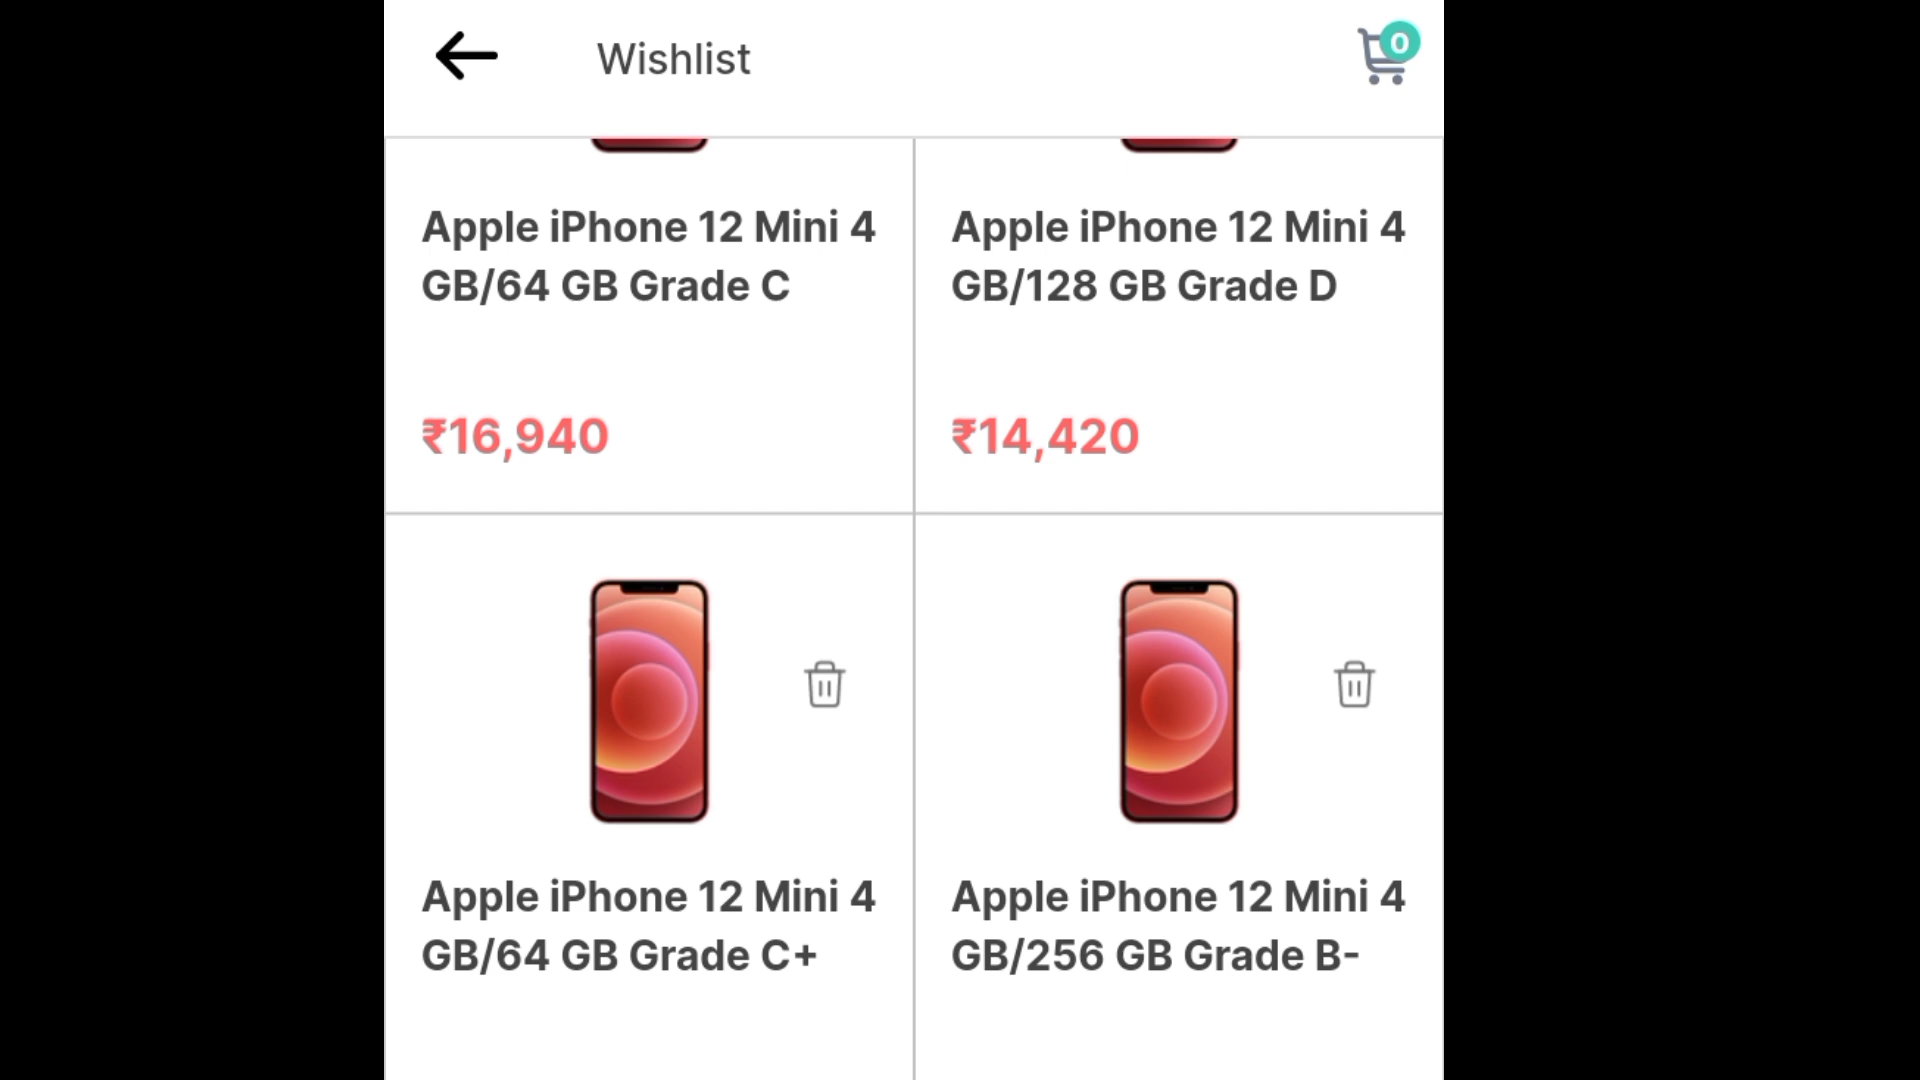 Wishlist
0
Apple iPhone 12 Mini 4
GB/64 GB Grade C
₹16,940
Apple iPhone 12 Mini 4
GB/128 GB Grade D
₹14,420
Apple iPhone 12 Mini 4
GB/64 GB Grade C+
Apple iPhone 12 Mini 4
GB/256 GB Grade B-